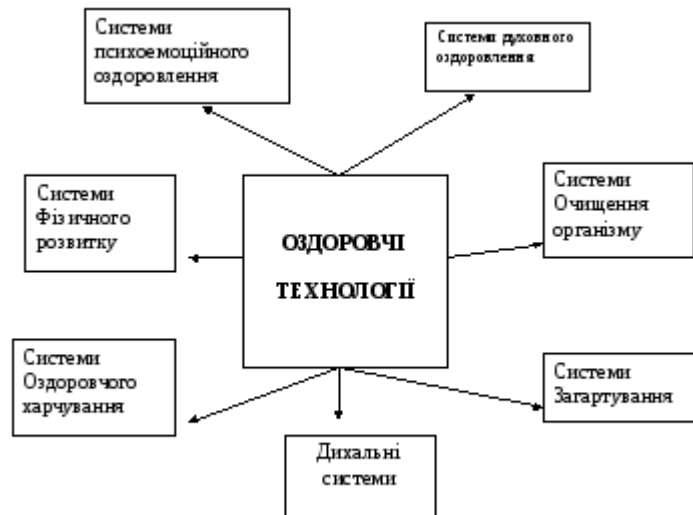 Системи
психоемоційного
оздоровлення
Системи духовного
оздоровлення
Системи
Фізичного
розвитку
ОЗДОРОВЧІ
ТЕХНОЛОГІЇ
Системи
Очищення
організму
Системи
Оздоровчого
харчування
Дихальні
системи
Системи
Загартування